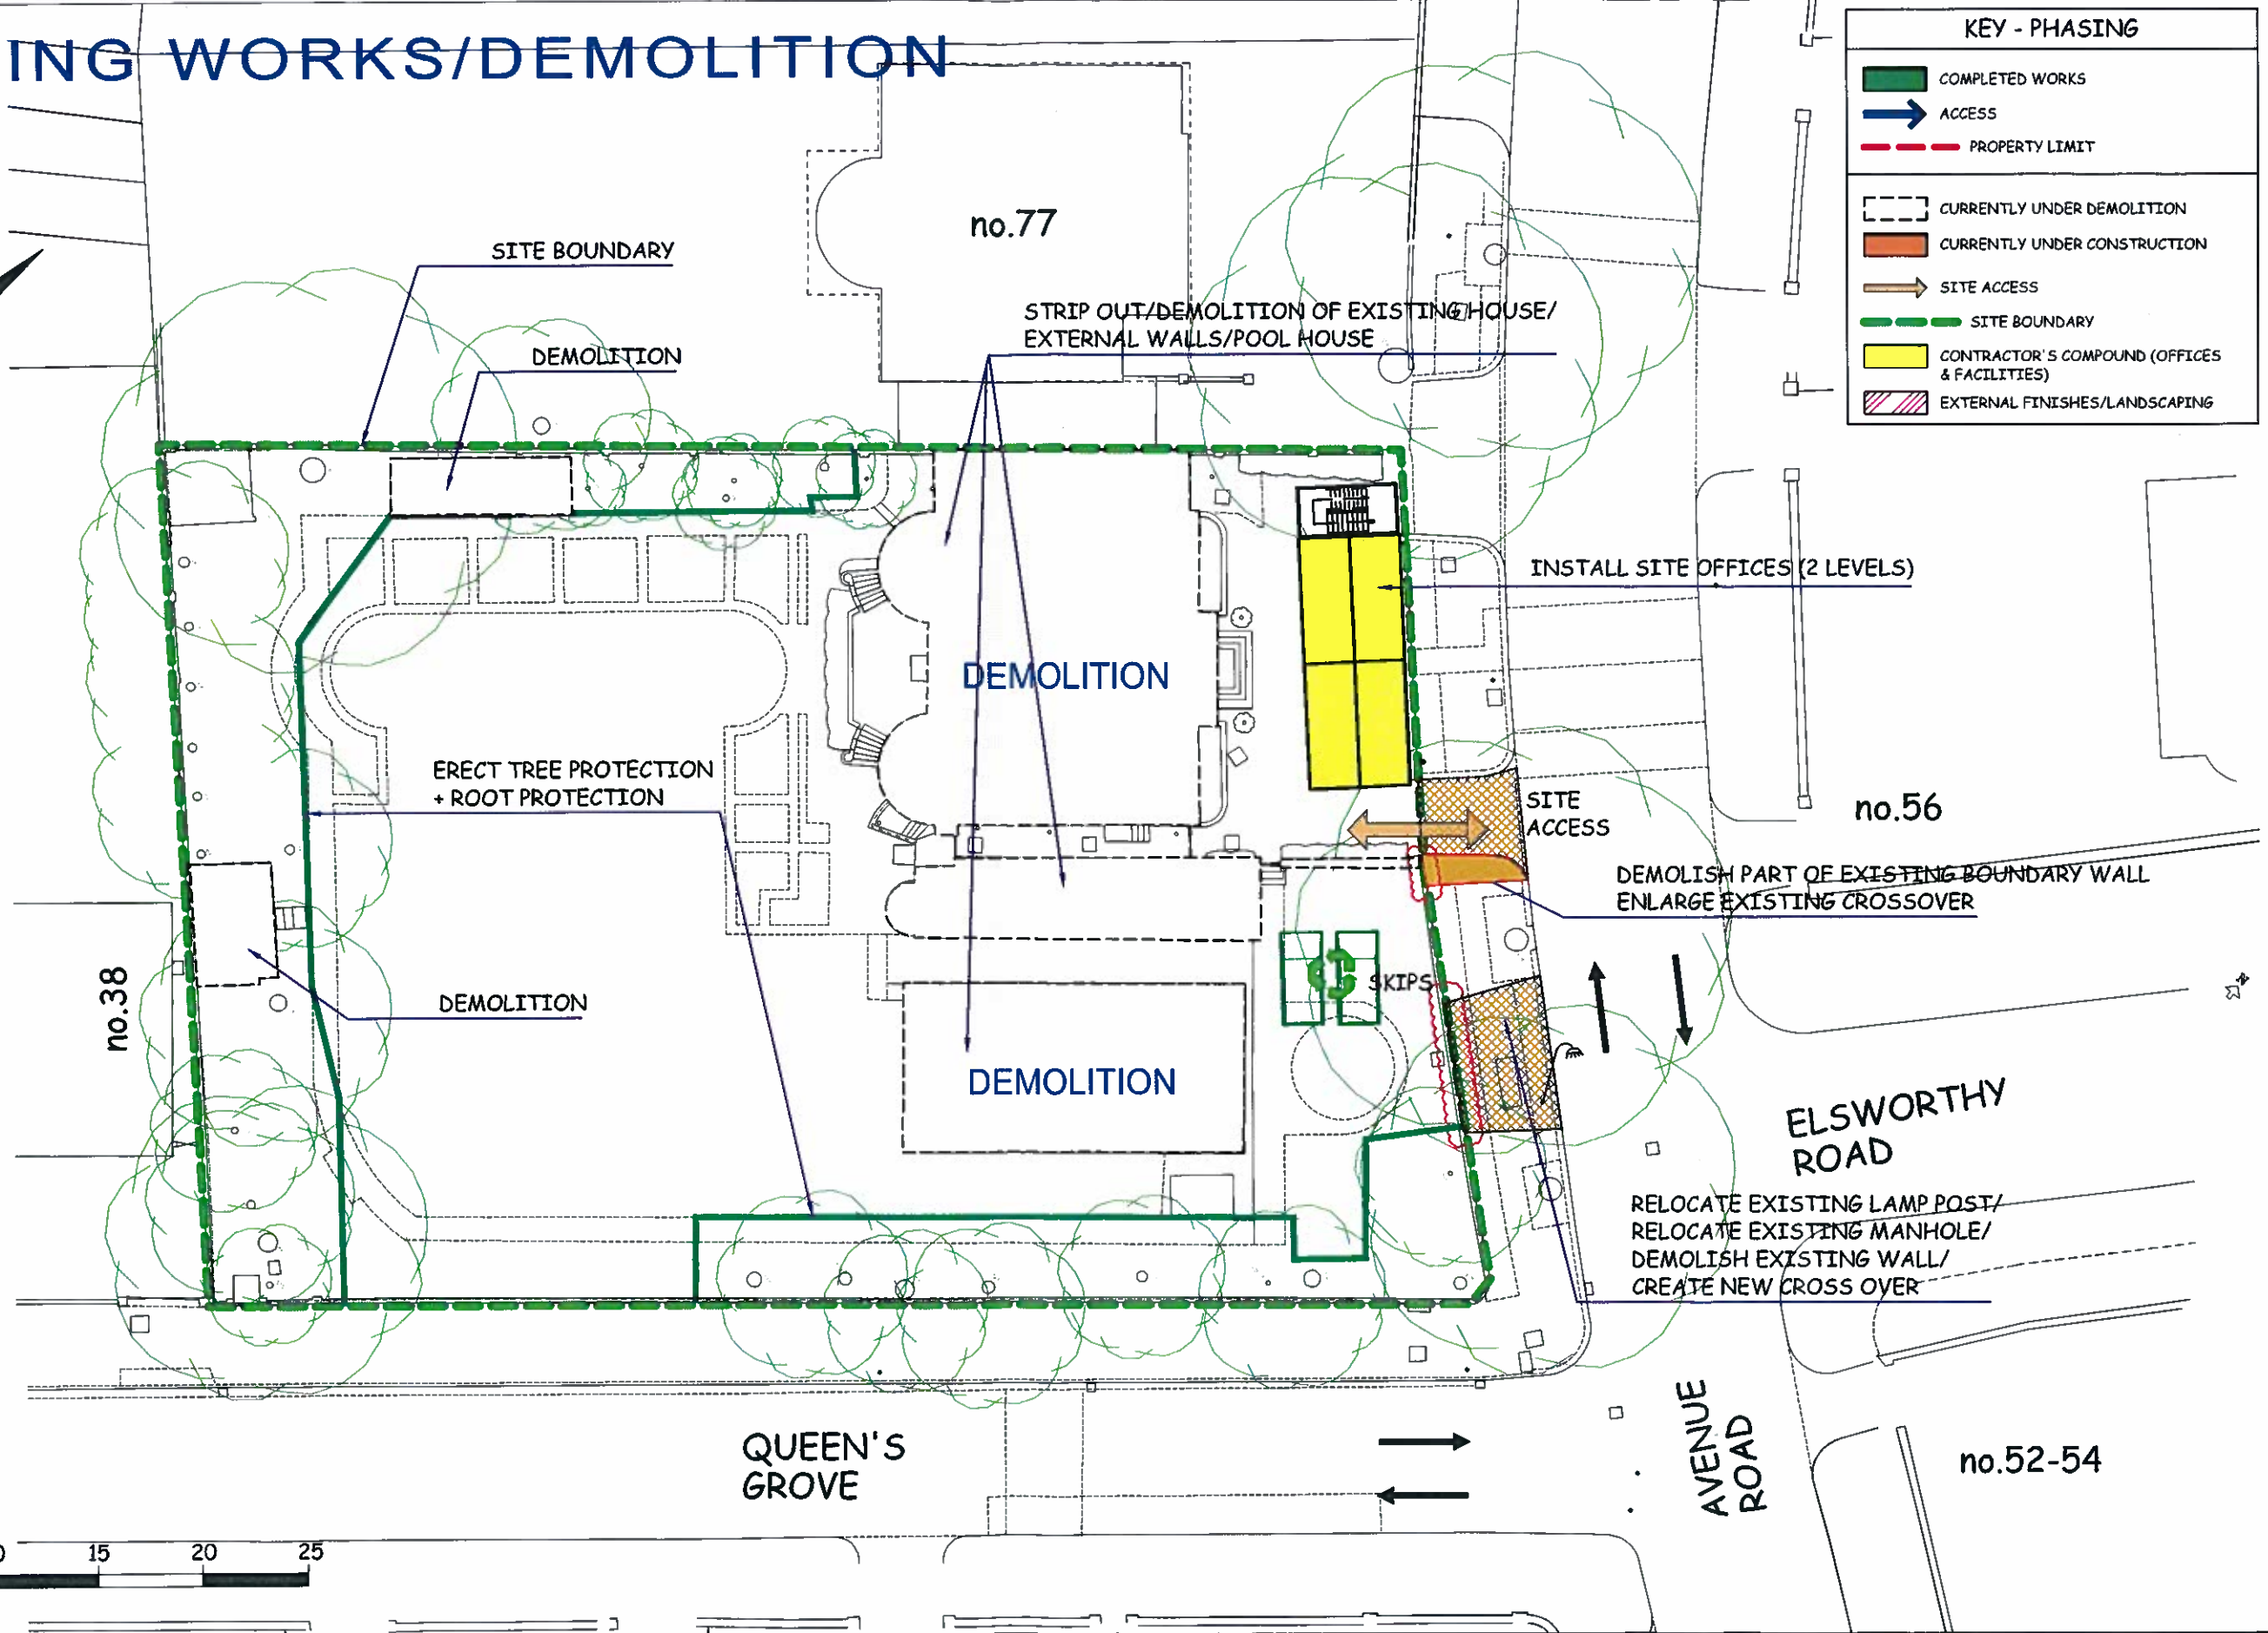 ING WORKS/DEMOLITION
KEY - PHASING
COMPLETED WORKS
ACCESS
PROPERTY LIMIT
CURRENTLY UNDER DEMOLITION
CURRENTLY UNDER CONSTRUCTION
SITE ACCESS
SITE BOUNDARY
CONTRACTOR'S COMPOUND (OFFICES
& FACILITIES)
EXTERNAL FINISHES/LANDSCAPING
no.77
SITE BOUNDARY
STRIP OUT/DEMOLITION OF EXISTING HOUSE/
EXTERNAL WALLS/POOL HOUSE
DEMOLITION
INSTALL SITE OFFICES (2 LEVELS)
DEMOLITION
ERECT TREE PROTECTION
+ ROOT PROTECTION
SITE
ACCESS
no.56
DEMOLISH PART OF EXISTING BOUNDARY WALL
ENLARGE EXISTING CROSSOVER
SKIPS
no.38
DEMOLITION
DEMOLITION
ELSWORTHY
ROAD
RELOCATE EXISTING LAMP POST/
RELOCATE EXISTING MANHOLE/
DEMOLISH EXISTING WALL/
CREATE NEW CROSS OVER
QUEEN'S
GROVE
AVENUE
ROAD
no.52-54
15 20 25